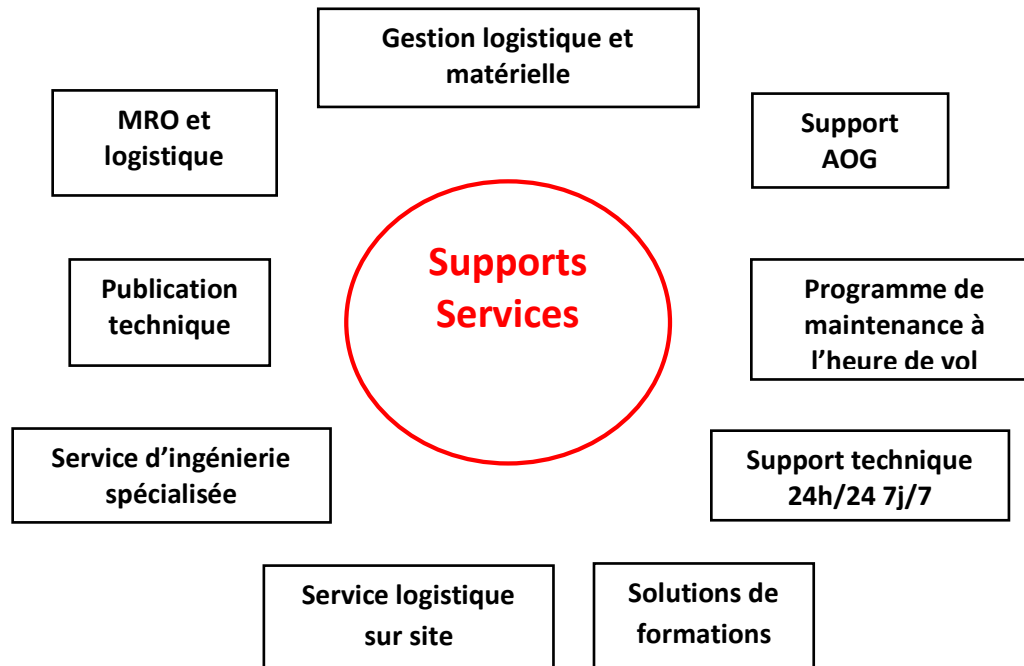 Gestion logistique et
matérielle
MRO et
logistique
Support
AOG
Supports
Services
Publication
technique
Programme de
maintenance à
l’heure de vol
Service d’ingénierie
spécialisée
Support technique
24h/24 7j/7
Service logistique
sur site
Solutions de
formations